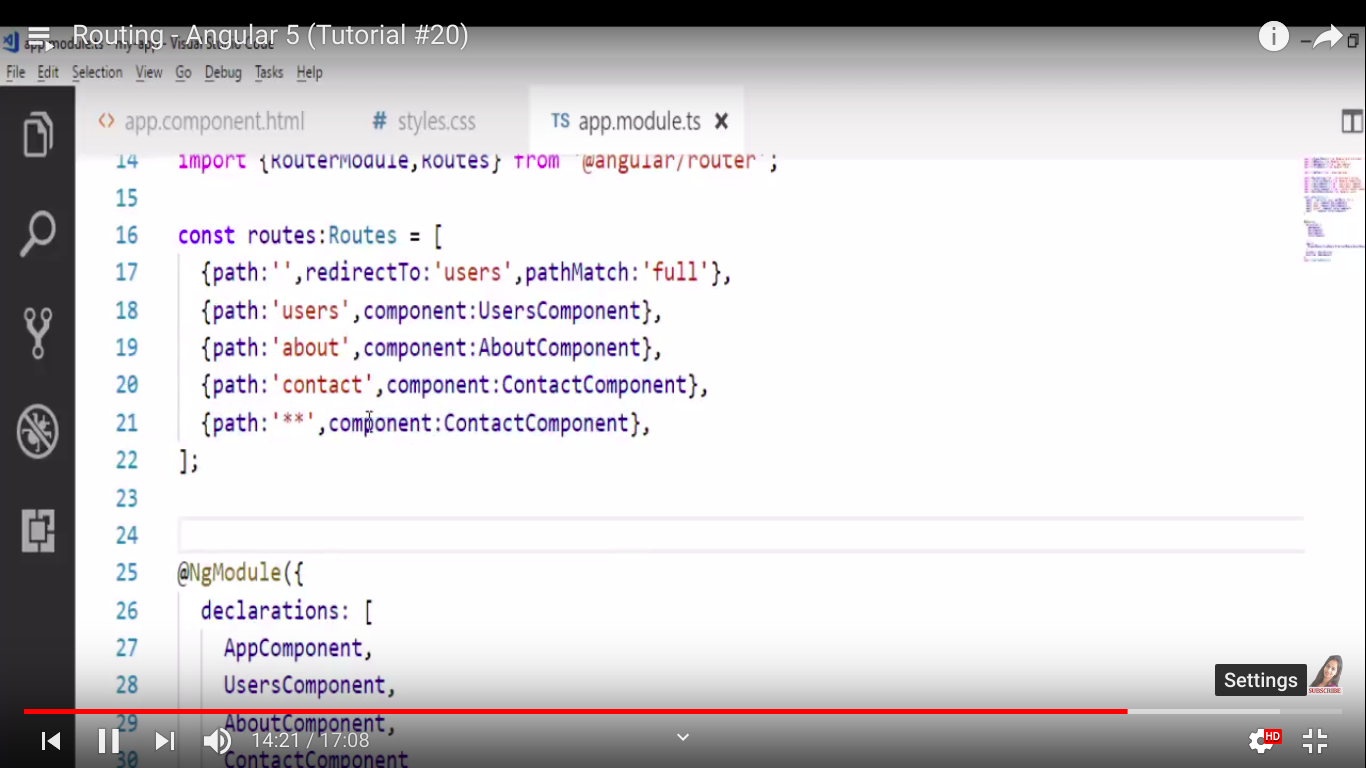 Routing - Angular 5 (Tutorial #20)
app.module.ts - my-app - Visual Studio Code
File Edit Selection View Go Debug Tasks Help
<> app.component.html # styles.css TS app.module.ts ×
14 import {RouterModule,Routes} from '@angular/router';
15
16 const routes:Routes = [
17 {path:'',redirectTo:'users',pathMatch:'full'},
18 {path:'users',component:UsersComponent},
19 {path:'about',component:AboutComponent},
20 {path:'contact',component:ContactComponent},
21 {path:'**',component:ContactComponent},
22 ];
23
24
25 @NgModule({
26 declarations: [
27 AppComponent,
28 UsersComponent,
29 AboutComponent,
30 ContactComponent
Settings
SUBSCRIBE
14:21 / 17:08
HD